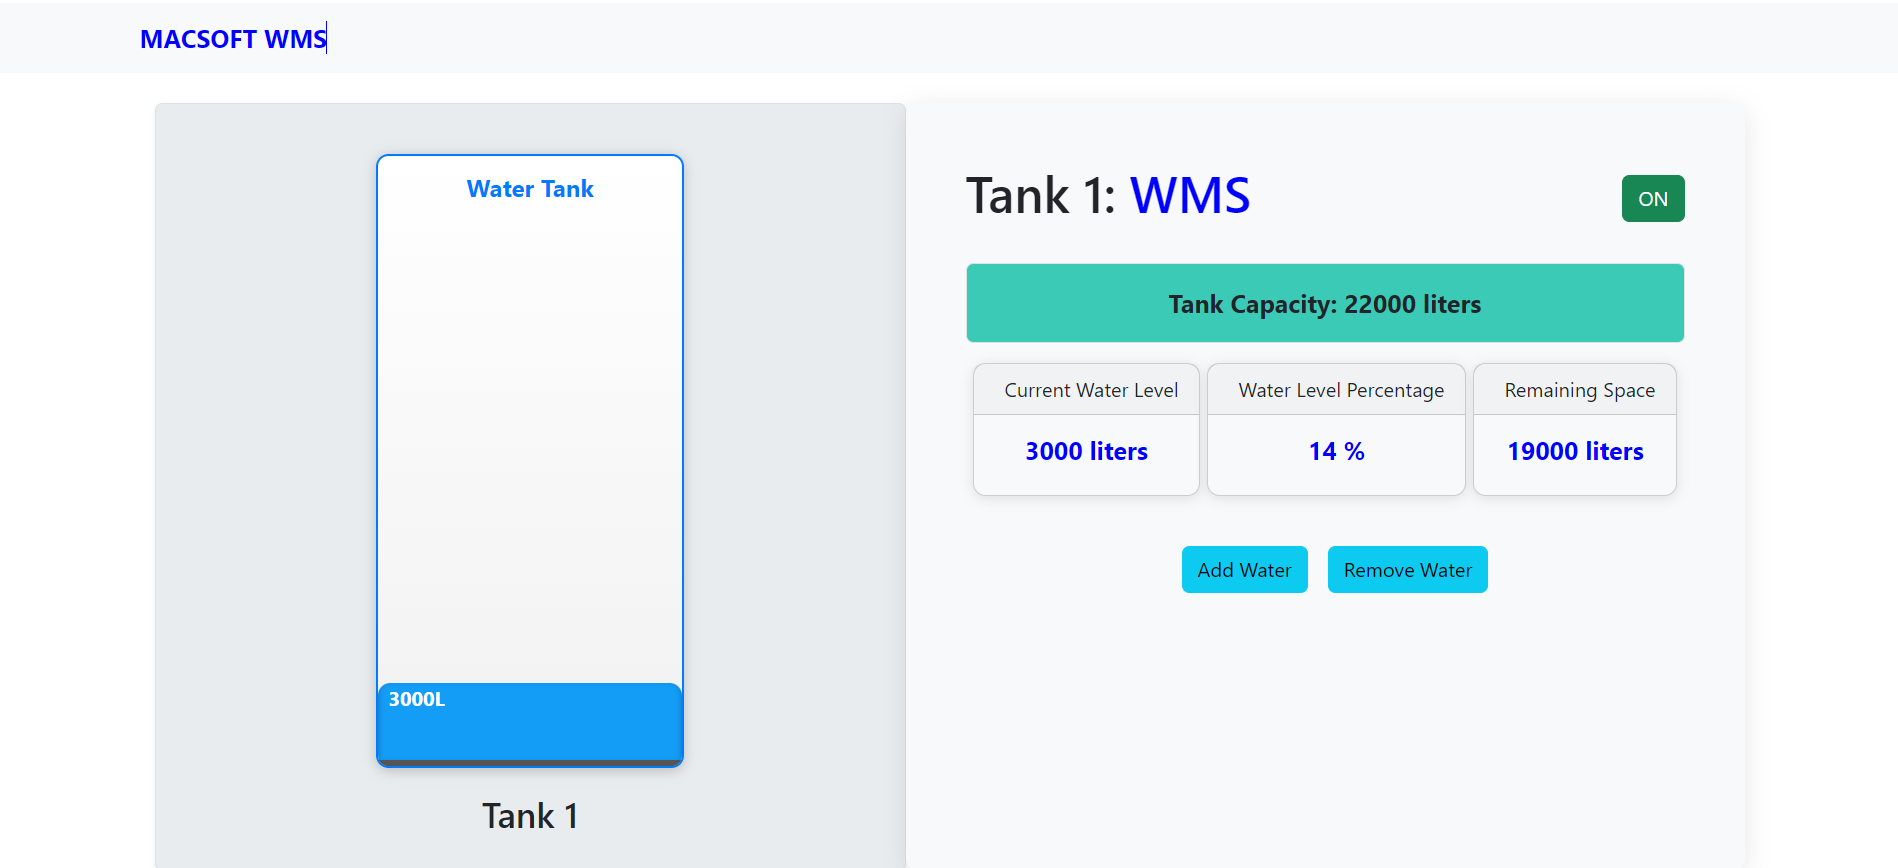 MACSOFT WMS
Water Tank
3000L
Tank 1
Tank 1: WMS
ON
Tank Capacity: 22000 liters
Current Water Level
3000 liters
Water Level Percentage
14 %
Remaining Space
19000 liters
Add Water
Remove Water